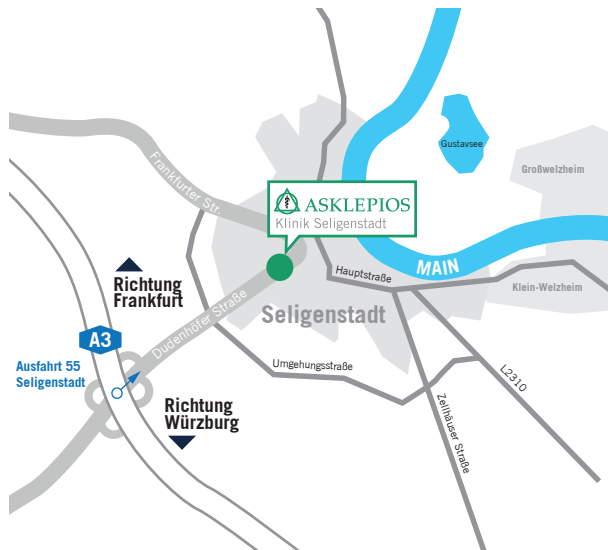 Gustavsee
Großwelzheim
Frankfurter Str.
ASKLEPIOS
Klinik Seligenstadt
MAIN
Hauptstraße
Klein-Welzheim
Richtung
Frankfurt
Dudenhöfer Straße
Seligenstadt
A3
Ausfahrt 55
Seligenstadt
Umgehungsstraße
L2310
Richtung
Würzburg
Zellhäuser Straße